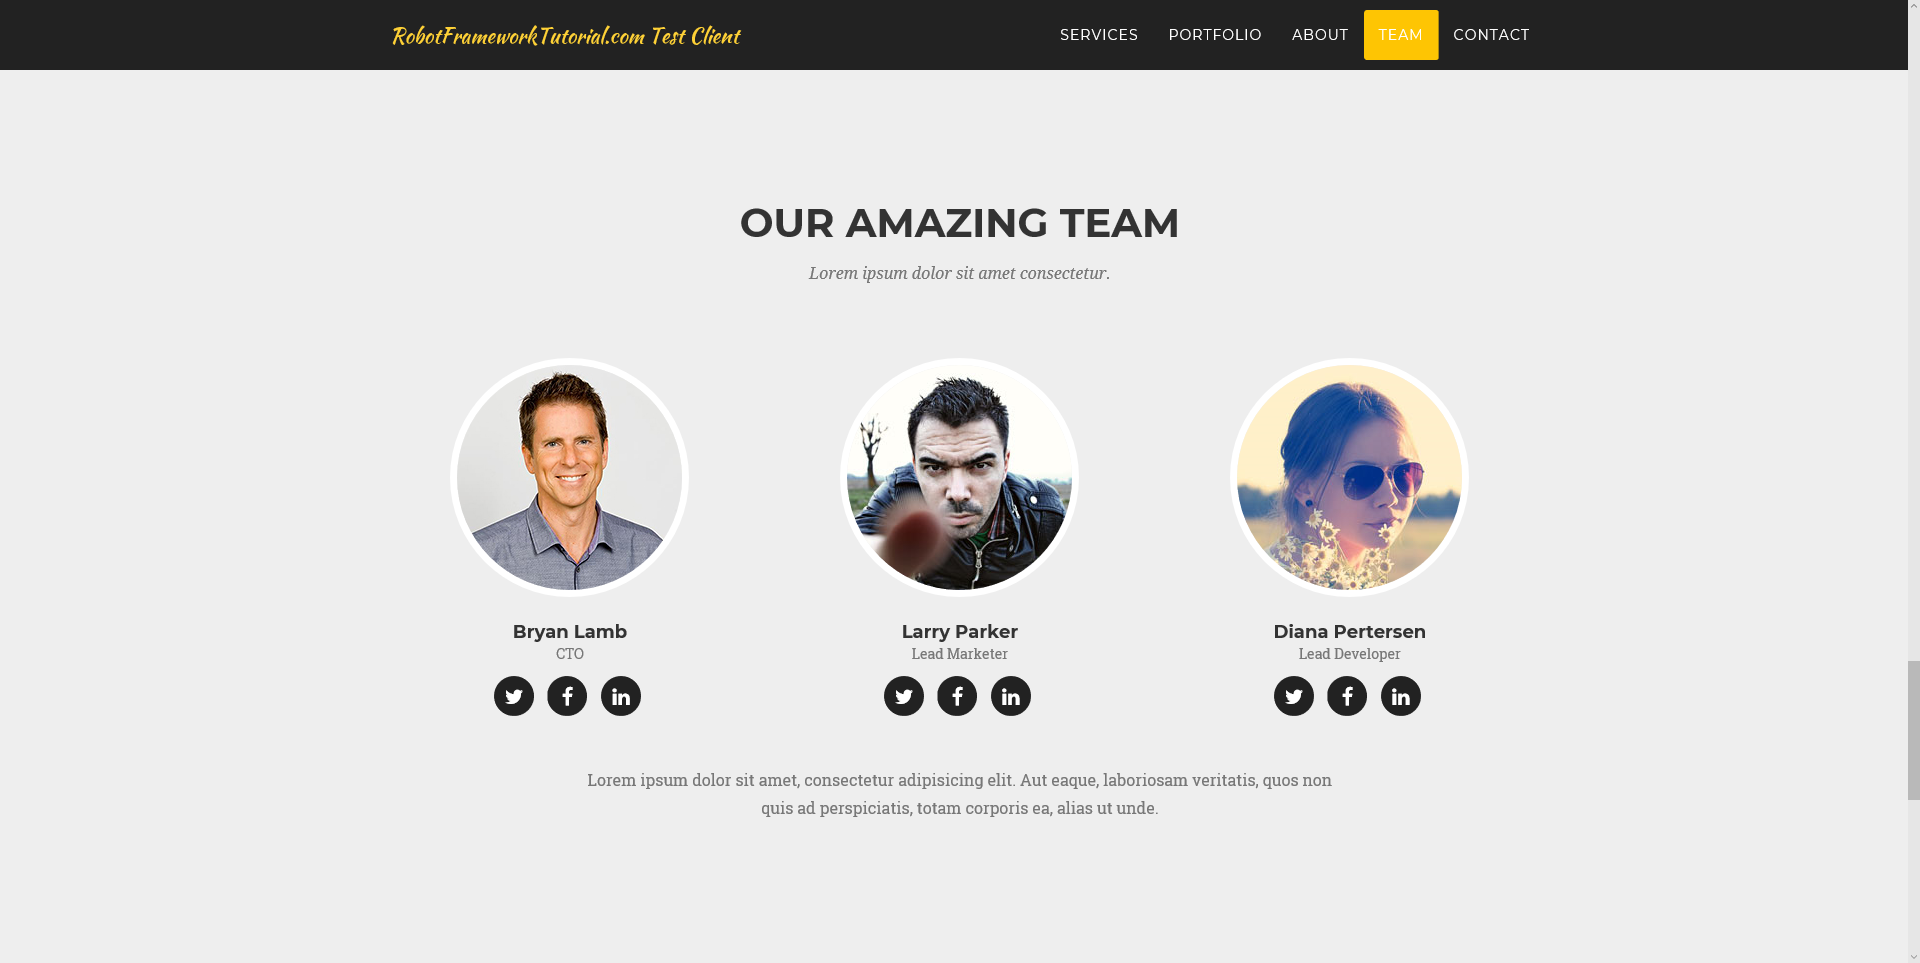 RobotFrameworkTutorial.com Test Client
SERVICES PORTFOLIO ABOUT TEAM CONTACT
OUR AMAZING TEAM
Lorem ipsum dolor sit amet consectetur.
Bryan Lamb
CTO
Larry Parker
Lead Marketer
Diana Pertersen
Lead Developer
Lorem ipsum dolor sit amet, consectetur adipisicing elit. Aut eaque, laboriosam veritatis, quos non
quis ad perspiciatis, totam corporis ea, alias ut unde.